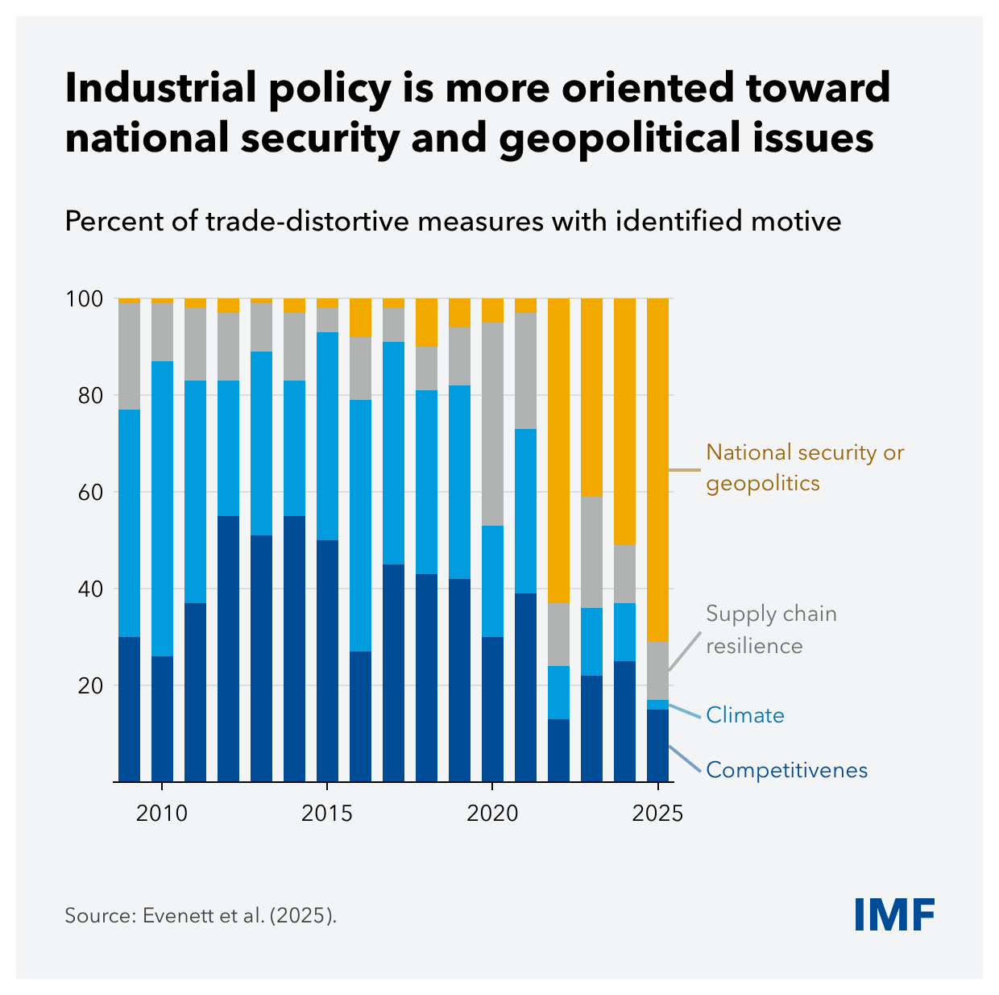 Industrial policy is more oriented toward
national security and geopolitical issues
Percent of trade-distortive measures with identified motive
100
80
60
40
20
National security or
geopolitics
Supply chain
resilience
Climate
Competitivenes
2010
2015
2020
2025
Source: Evenett et al. (2025).
IMF